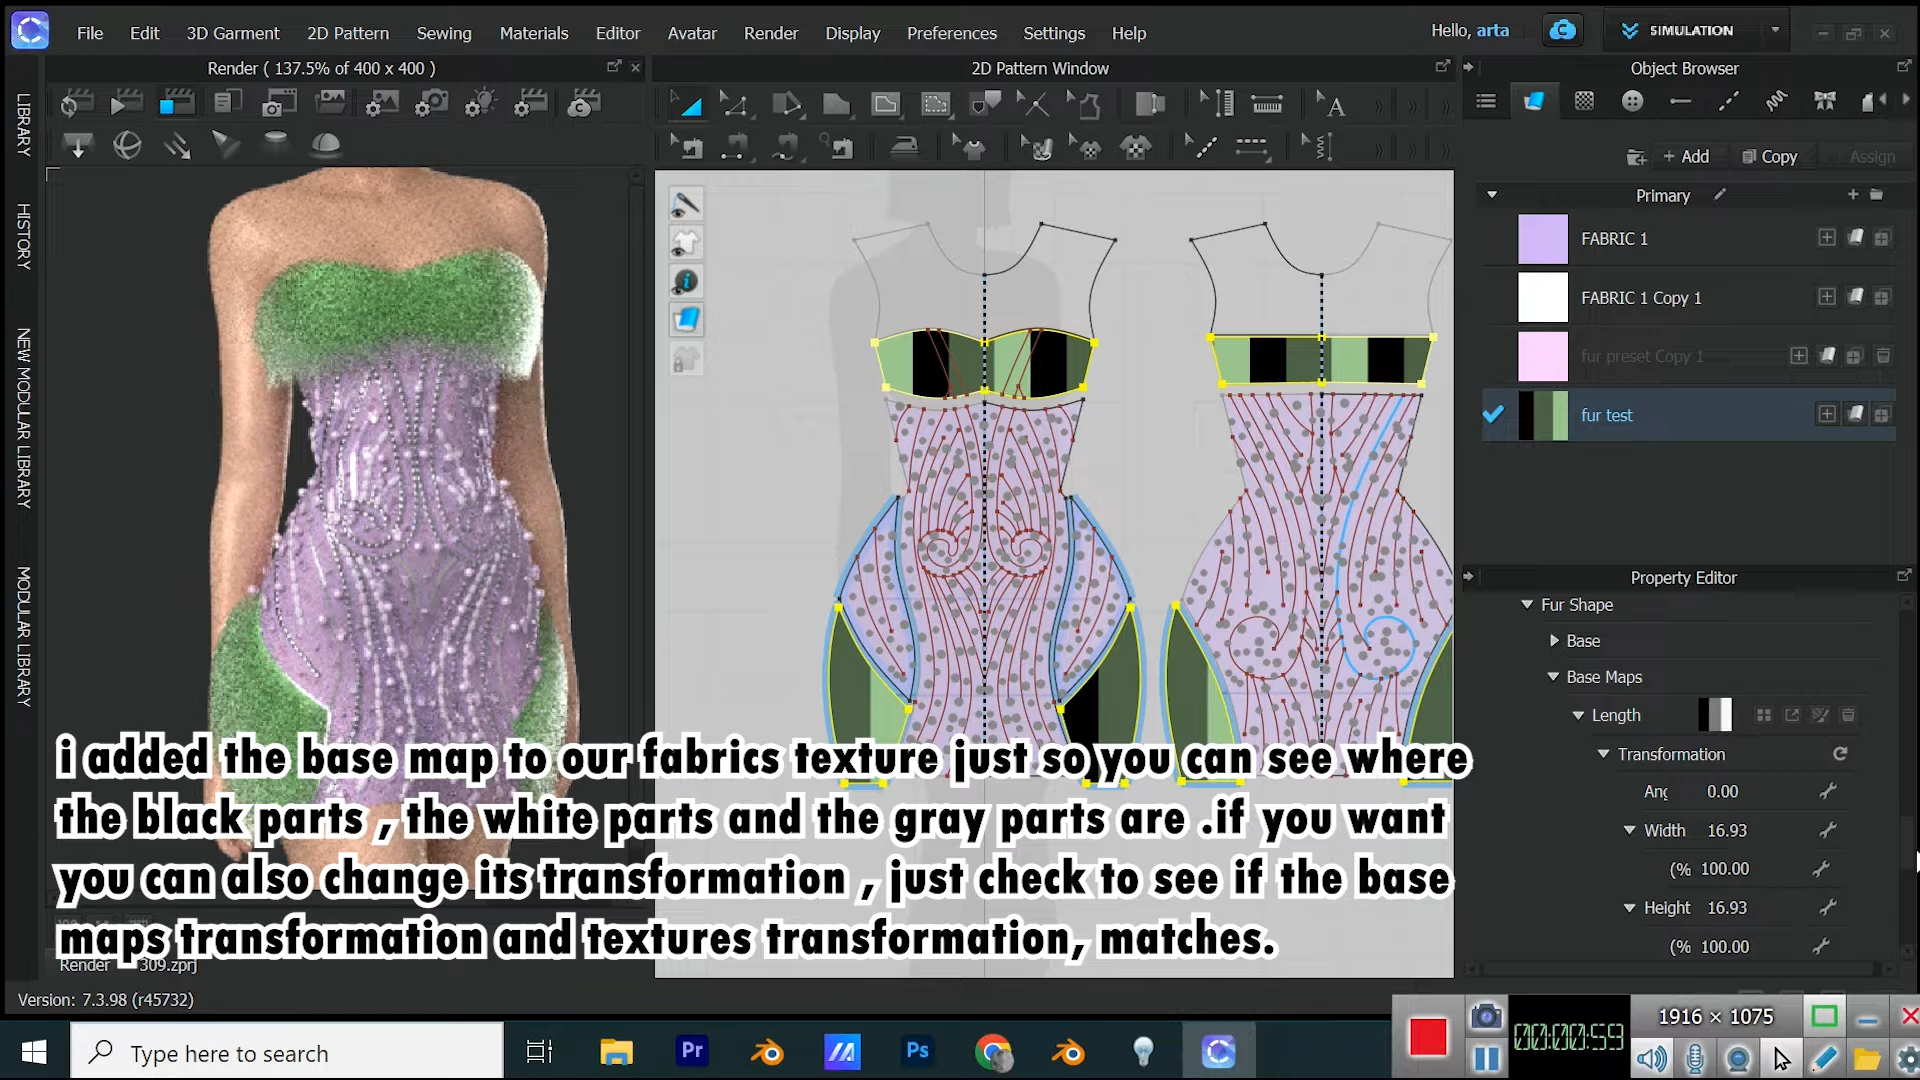 File Edit 3D Garment 2D Pattern Sewing Materials Editor Avatar Render Display Preferences Settings Help
Hello, arta
SIMULATION
Render ( 137.5% of 400 x 400 )
2D Pattern Window
Object Browser
LIBRARY
HISTORY
NEW MODULAR LIBRARY
MODULAR LIBRARY
+ Add Copy Assign
Primary
FABRIC 1
FABRIC 1 Copy 1
fur preset Copy 1
fur test
Property Editor
Fur Shape
Base
Base Maps
Length
Transformation
Ang 0.00
Width 16.93
(% 100.00
Height 16.93
(% 100.00
i added the base map to our fabrics texture just so you can see where
the black parts , the white parts and the gray parts are .if you want
you can also change its transformation , just check to see if the base
maps transformation and textures transformation, matches.
Render 309.zprj
Version: 7.3.98 (r45732)
1916 × 1075
00:00:59
Type here to search
Pr
Ps